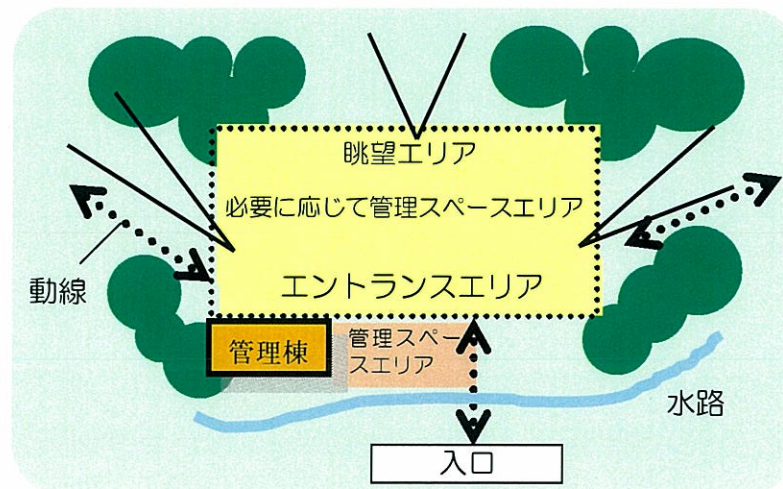 眺望エリア
必要に応じて管理スペースエリア
エントランスエリア
動線
管理棟
管理スペー
スエリア
水路
入口